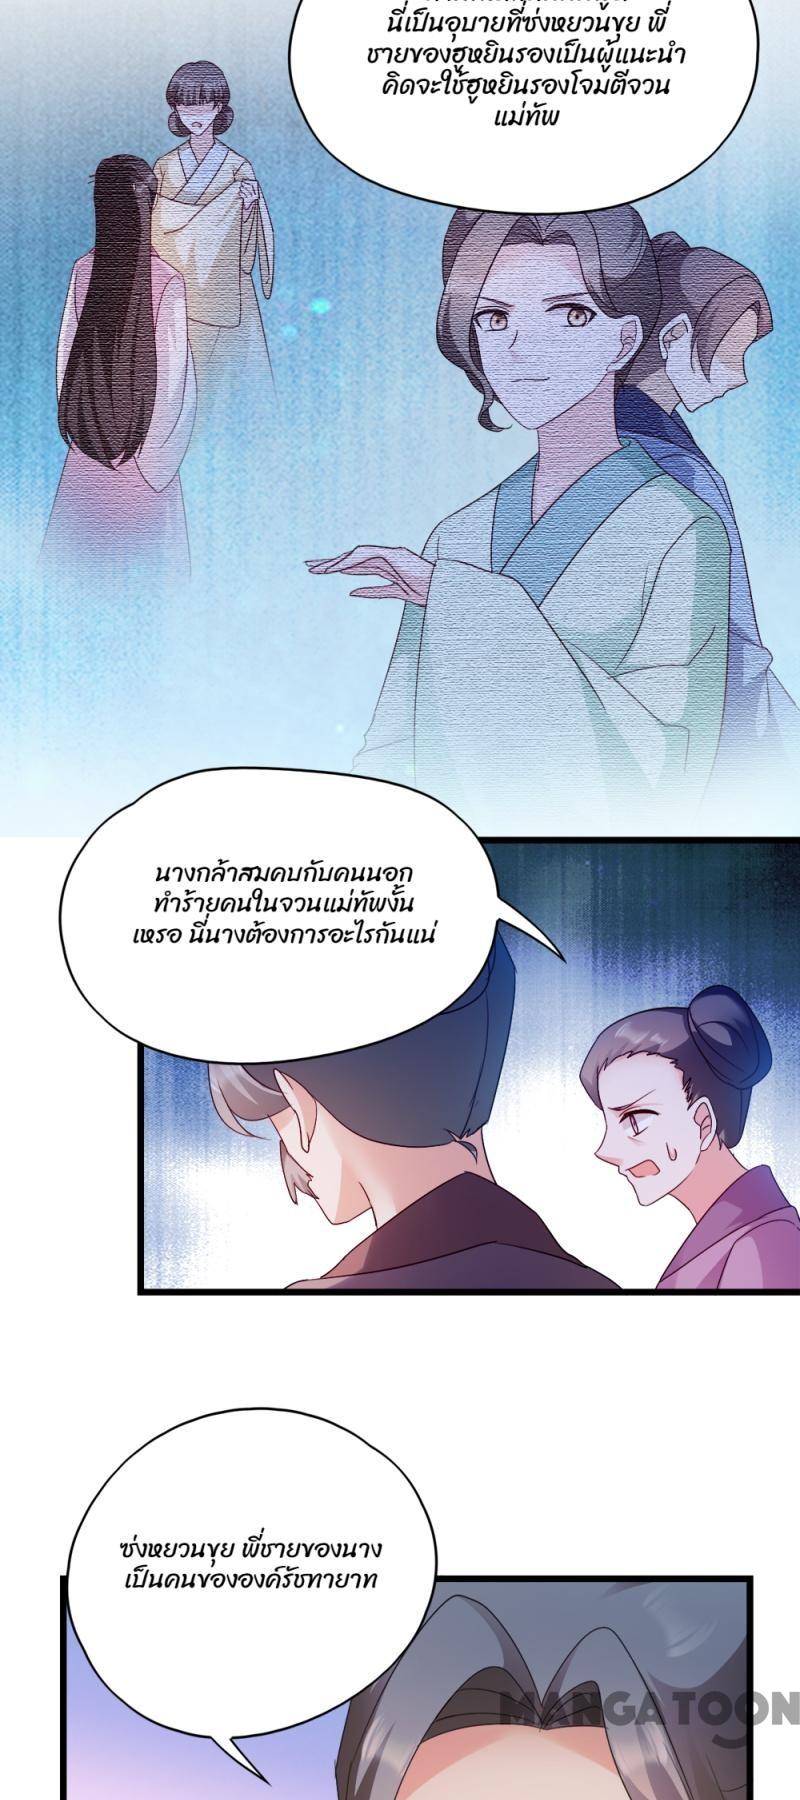 นี่เป็นอุบายที่ซ่งหยวนขุย พี่
ชายของฮูหยินรองเป็นผู้แนะนำ
คิดจะใช้ฮูหยินรองโจมตีจวน
แม่ทัพ
นางกล้าสมคบกับคนนอก
ทำร้ายคนในจวนแม่ทัพงั้น
เหรอ นี่นางต้องการอะไรกันแน่
ซ่งหยวนขุย พี่ชายของนาง
เป็นคนขององค์รัชทายาท
MANGATOON